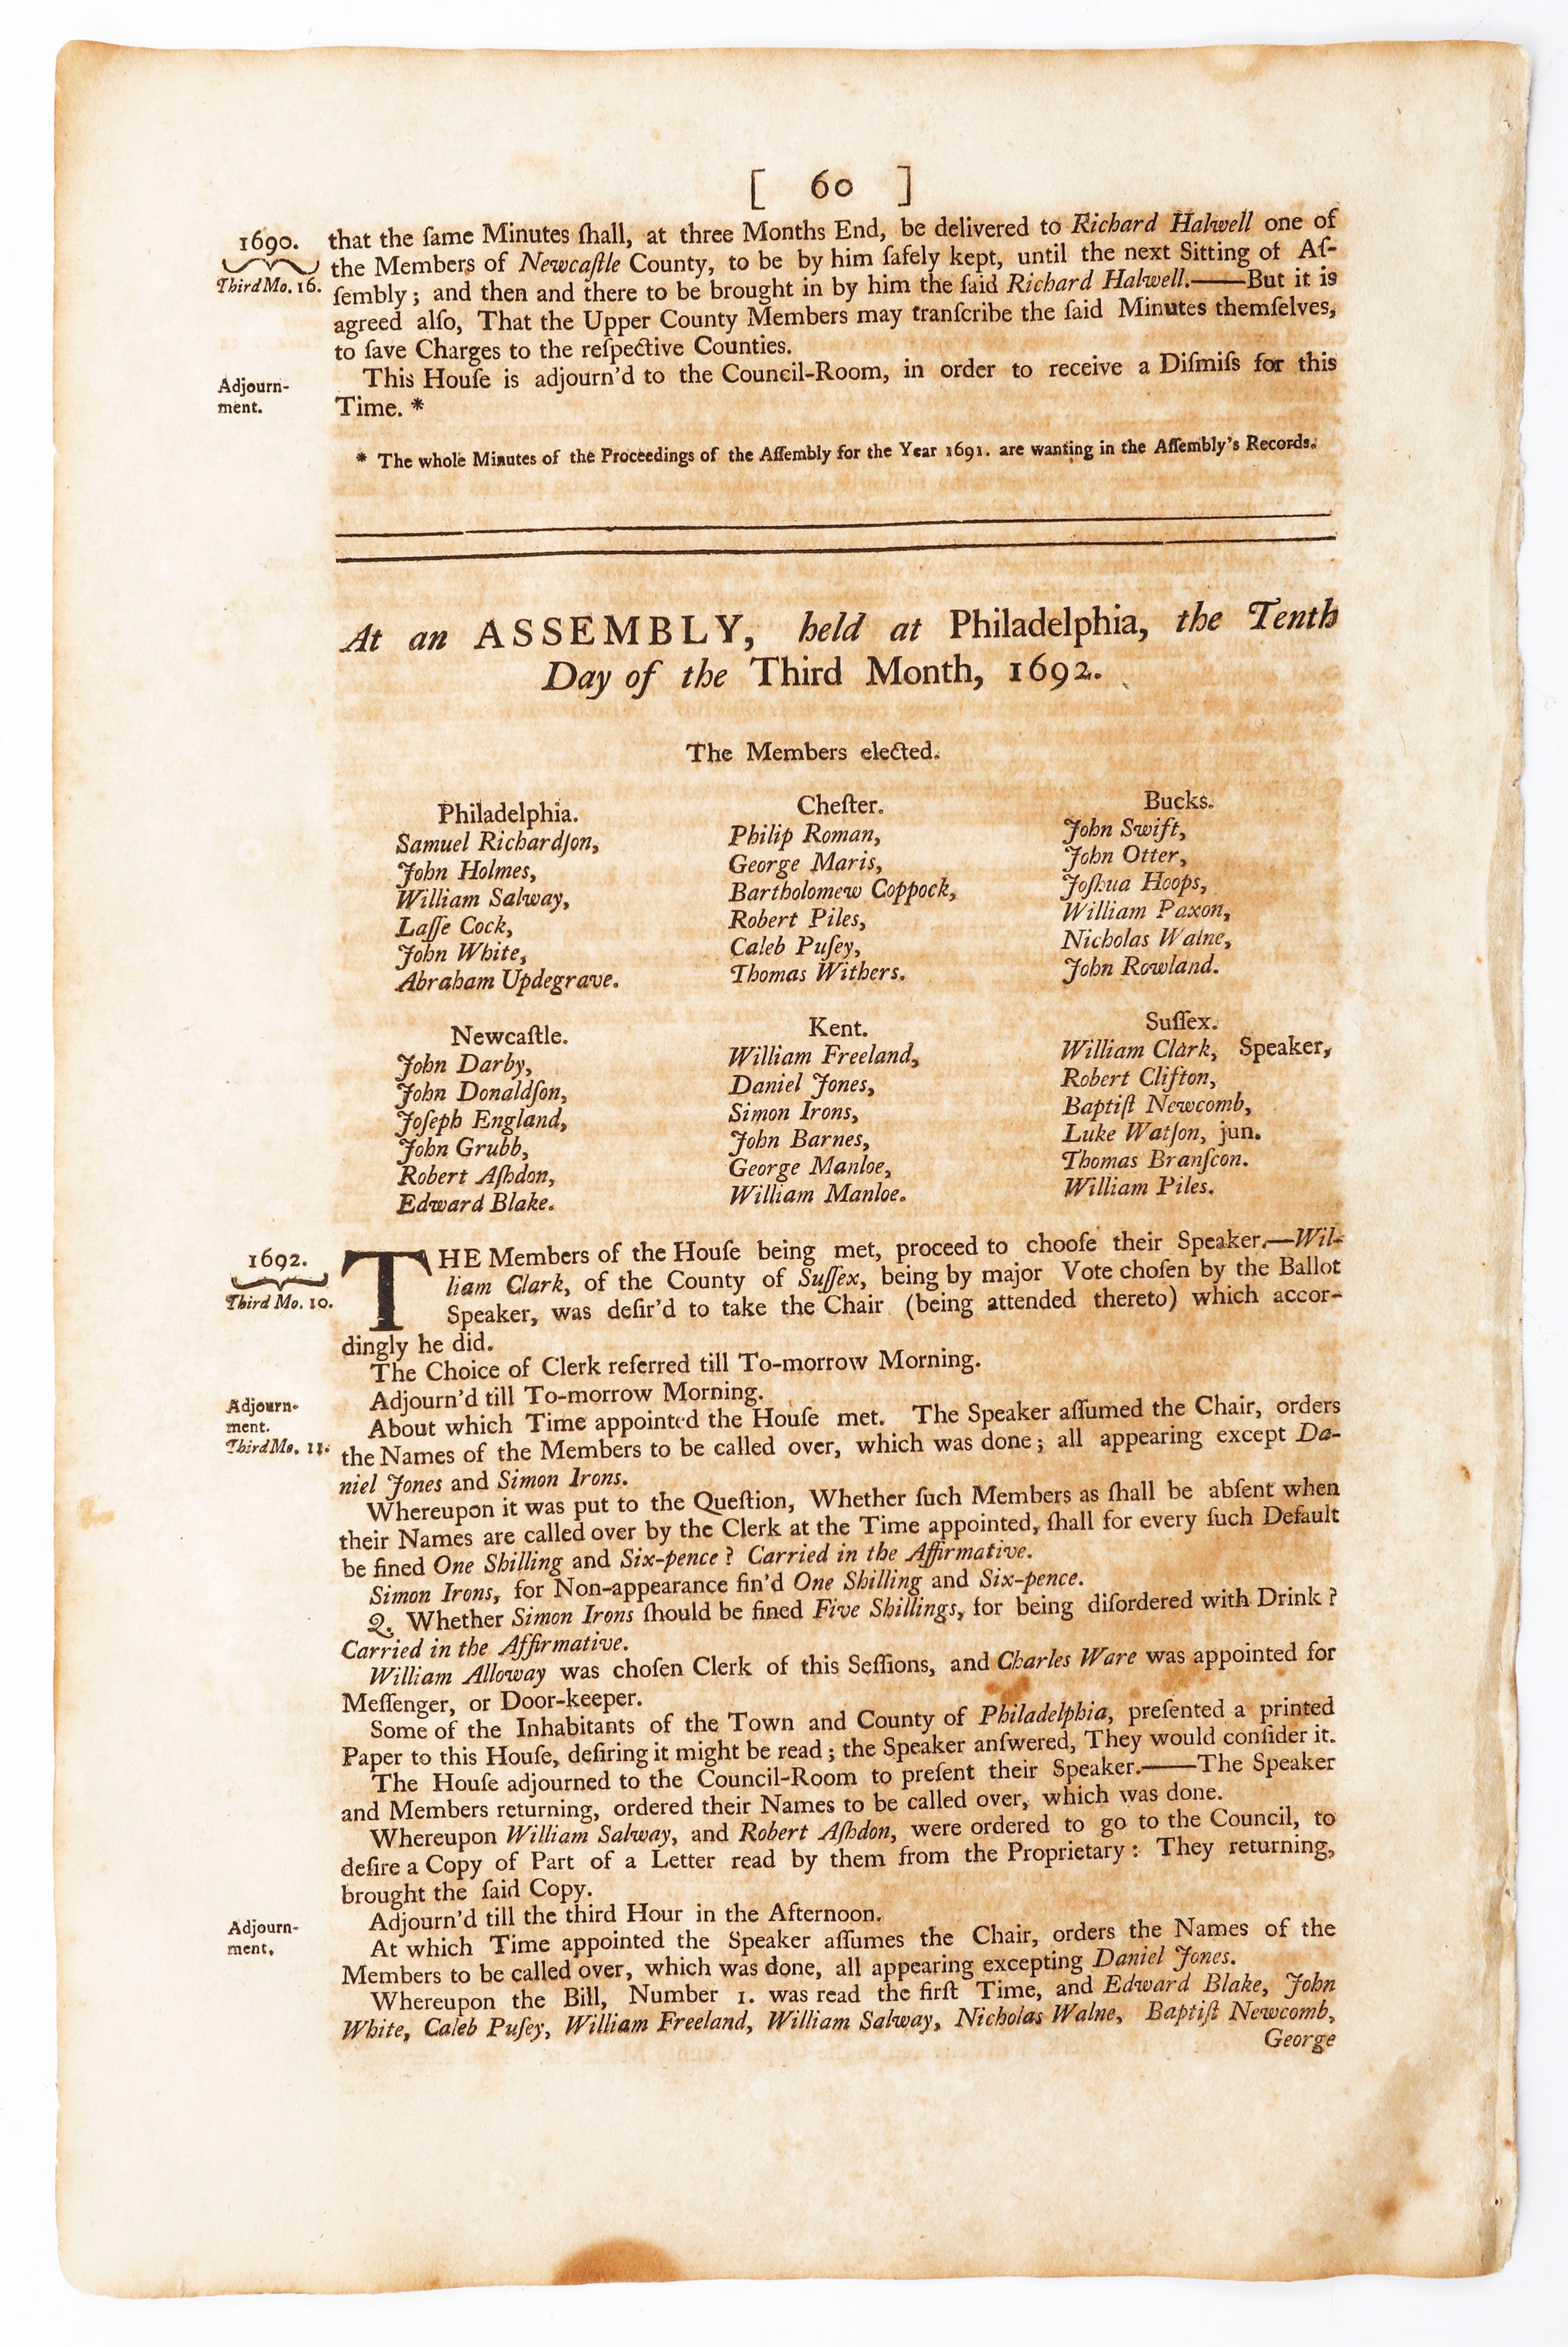 [ 60 ]
1690.
Third Mo. 16.
that the ſame Minutes ſhall, at three Months End, be delivered to Richard Halwell one of
the Members of Newcaſtle County, to be by him ſafely kept, until the next Sitting of Aſ-
ſembly; and then and there to be brought in by him the ſaid Richard Halwell.——But it is
agreed alſo, That the Upper County Members may tranſcribe the ſaid Minutes themſelves,
to ſave Charges to the reſpective Counties.
Adjourn-
ment.
This Houſe is adjourn'd to the Council-Room, in order to receive a Diſmiſs for this
Time. *
* The whole Minutes of the Proceedings of the Aſſembly for the Year 1691. are wanting in the Aſſembly's Records.
At an ASSEMBLY, held at Philadelphia, the Tenth
Day of the Third Month, 1692.
The Members elected.
Philadelphia.
Samuel Richardſon,
John Holmes,
William Salway,
Laſſe Cock,
John White,
Abraham Updegrave.
Cheſter.
Philip Roman,
George Maris,
Bartholomew Coppock,
Robert Piles,
Caleb Puſey,
Thomas Withers.
Bucks.
John Swift,
John Otter,
Joſhua Hoops,
William Paxon,
Nicholas Walne,
John Rowland.
Newcaſtle.
John Darby,
John Donaldſon,
Joſeph England,
John Grubb,
Robert Aſhdon,
Edward Blake.
Kent.
William Freeland,
Daniel Jones,
Simon Irons,
John Barnes,
George Manloe,
William Manloe.
Suſſex.
William Clark, Speaker,
Robert Clifton,
Baptiſt Newcomb,
Luke Watſon, jun.
Thomas Branſcon.
William Piles.
1692.
Third Mo. 10.
THE Members of the Houſe being met, proceed to chooſe their Speaker.—Wil-
liam Clark, of the County of Suſſex, being by major Vote choſen by the Ballot
Speaker, was deſir'd to take the Chair (being attended thereto) which accor-
dingly he did.
The Choice of Clerk referred till To-morrow Morning.
Adjourn-
ment.
Third Mo. 11.
Adjourn'd till To-morrow Morning.
About which Time appointed the Houſe met. The Speaker aſſumed the Chair, orders
the Names of the Members to be called over, which was done; all appearing except Da-
niel Jones and Simon Irons.
Whereupon it was put to the Queſtion, Whether ſuch Members as ſhall be abſent when
their Names are called over by the Clerk at the Time appointed, ſhall for every ſuch Default
be fined One Shilling and Six-pence? Carried in the Affirmative.
Simon Irons, for Non-appearance fin'd One Shilling and Six-pence.
Q. Whether Simon Irons ſhould be fined Five Shillings, for being diſordered with Drink?
Carried in the Affirmative.
William Alloway was choſen Clerk of this Seſſions, and Charles Ware was appointed for
Meſſenger, or Door-keeper.
Some of the Inhabitants of the Town and County of Philadelphia, preſented a printed
Paper to this Houſe, deſiring it might be read; the Speaker anſwered, They would conſider it.
The Houſe adjourned to the Council-Room to preſent their Speaker.——The Speaker
and Members returning, ordered their Names to be called over, which was done.
Whereupon William Salway, and Robert Aſhdon, were ordered to go to the Council, to
deſire a Copy of Part of a Letter read by them from the Proprietary: They returning,
brought the ſaid Copy.
Adjourn-
ment.
Adjourn'd till the third Hour in the Afternoon.
At which Time appointed the Speaker aſſumes the Chair, orders the Names of the
Members to be called over, which was done, all appearing excepting Daniel Jones.
Whereupon the Bill, Number 1. was read the firſt Time, and Edward Blake, John
White, Caleb Puſey, William Freeland, William Salway, Nicholas Walne, Baptiſt Newcomb,
George